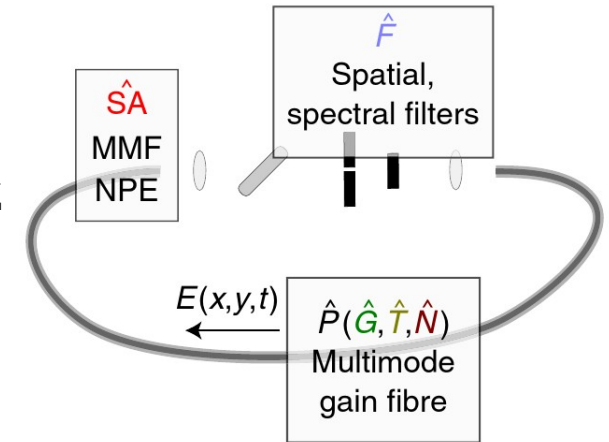 F̂
Spatial,
spectral filters
SÂ
MMF
NPE
E(x,y,t)
P̂(Ĝ,T̂,N̂)
Multimode
gain fibre